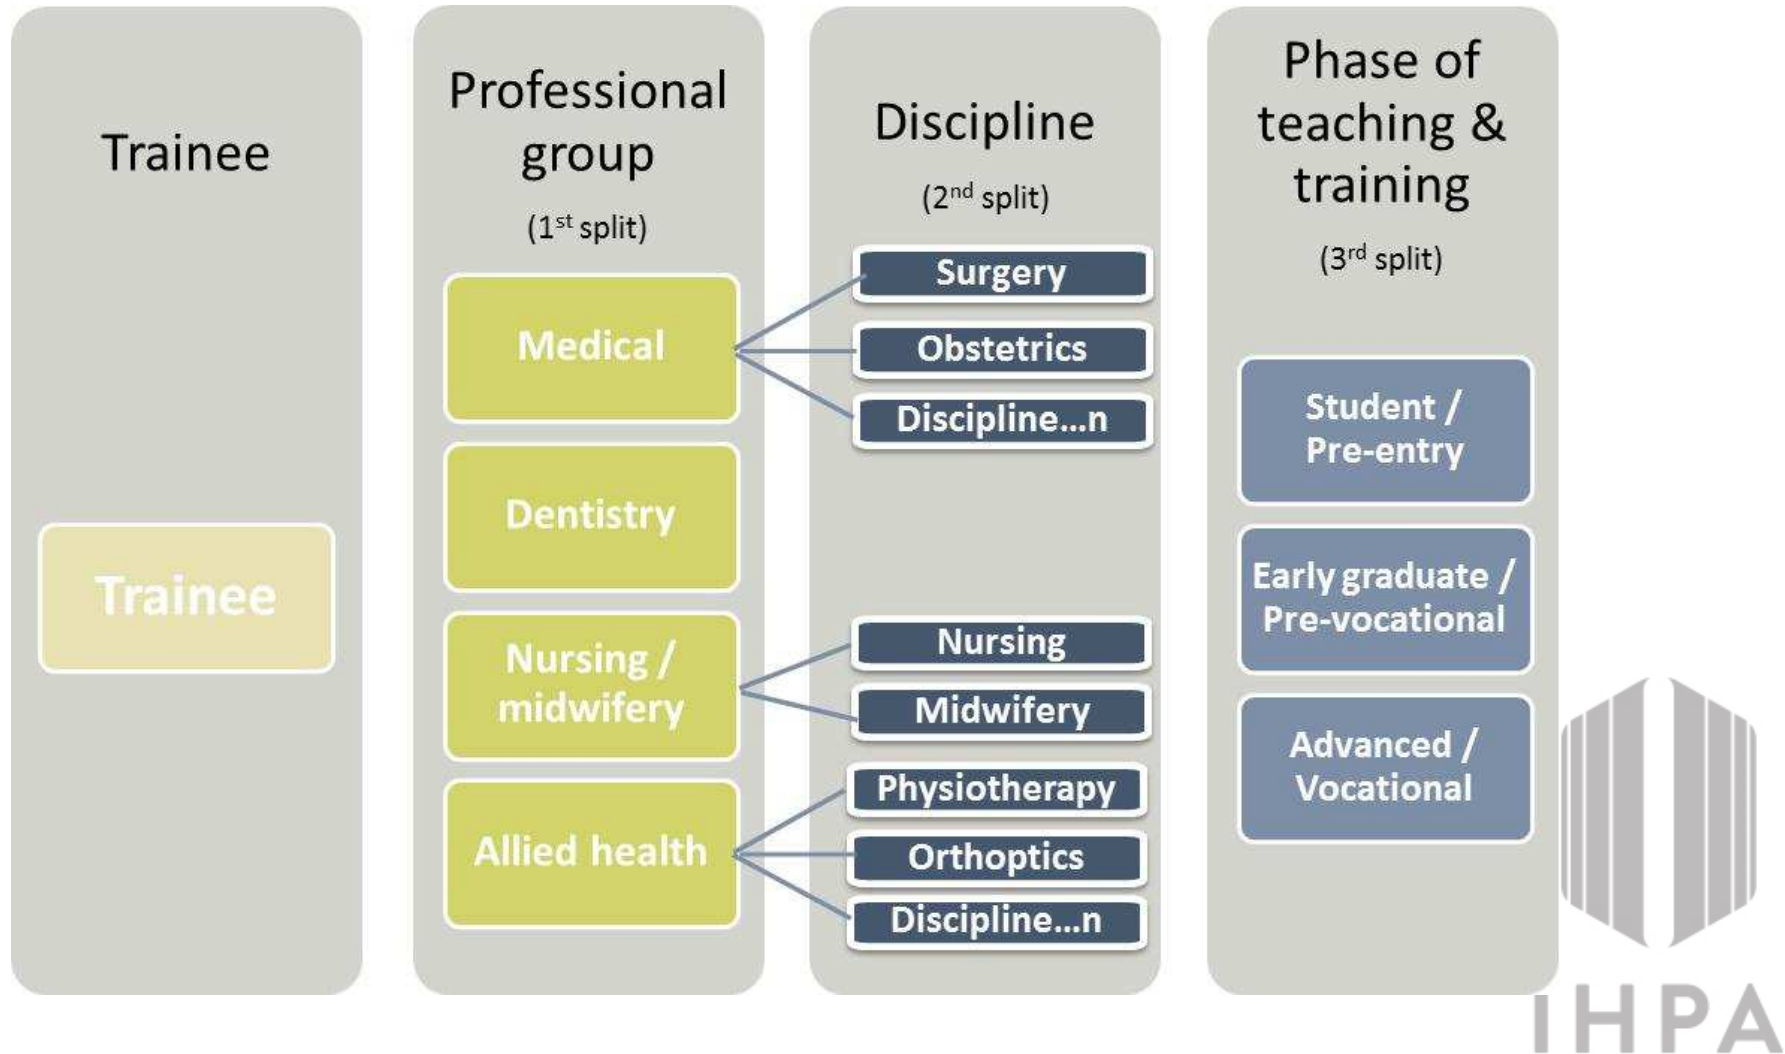 Trainee
Trainee
Professional
group
(1st split)
Medical
Dentistry
Nursing /
midwifery
Allied health
Discipline
(2nd split)
Surgery
Obstetrics
Discipline...n
Nursing
Midwifery
Physiotherapy
Orthoptics
Discipline...n
Phase of
teaching &
training
(3rd split)
Student /
Pre-entry
Early graduate /
Pre-vocational
Advanced /
Vocational
IHPA